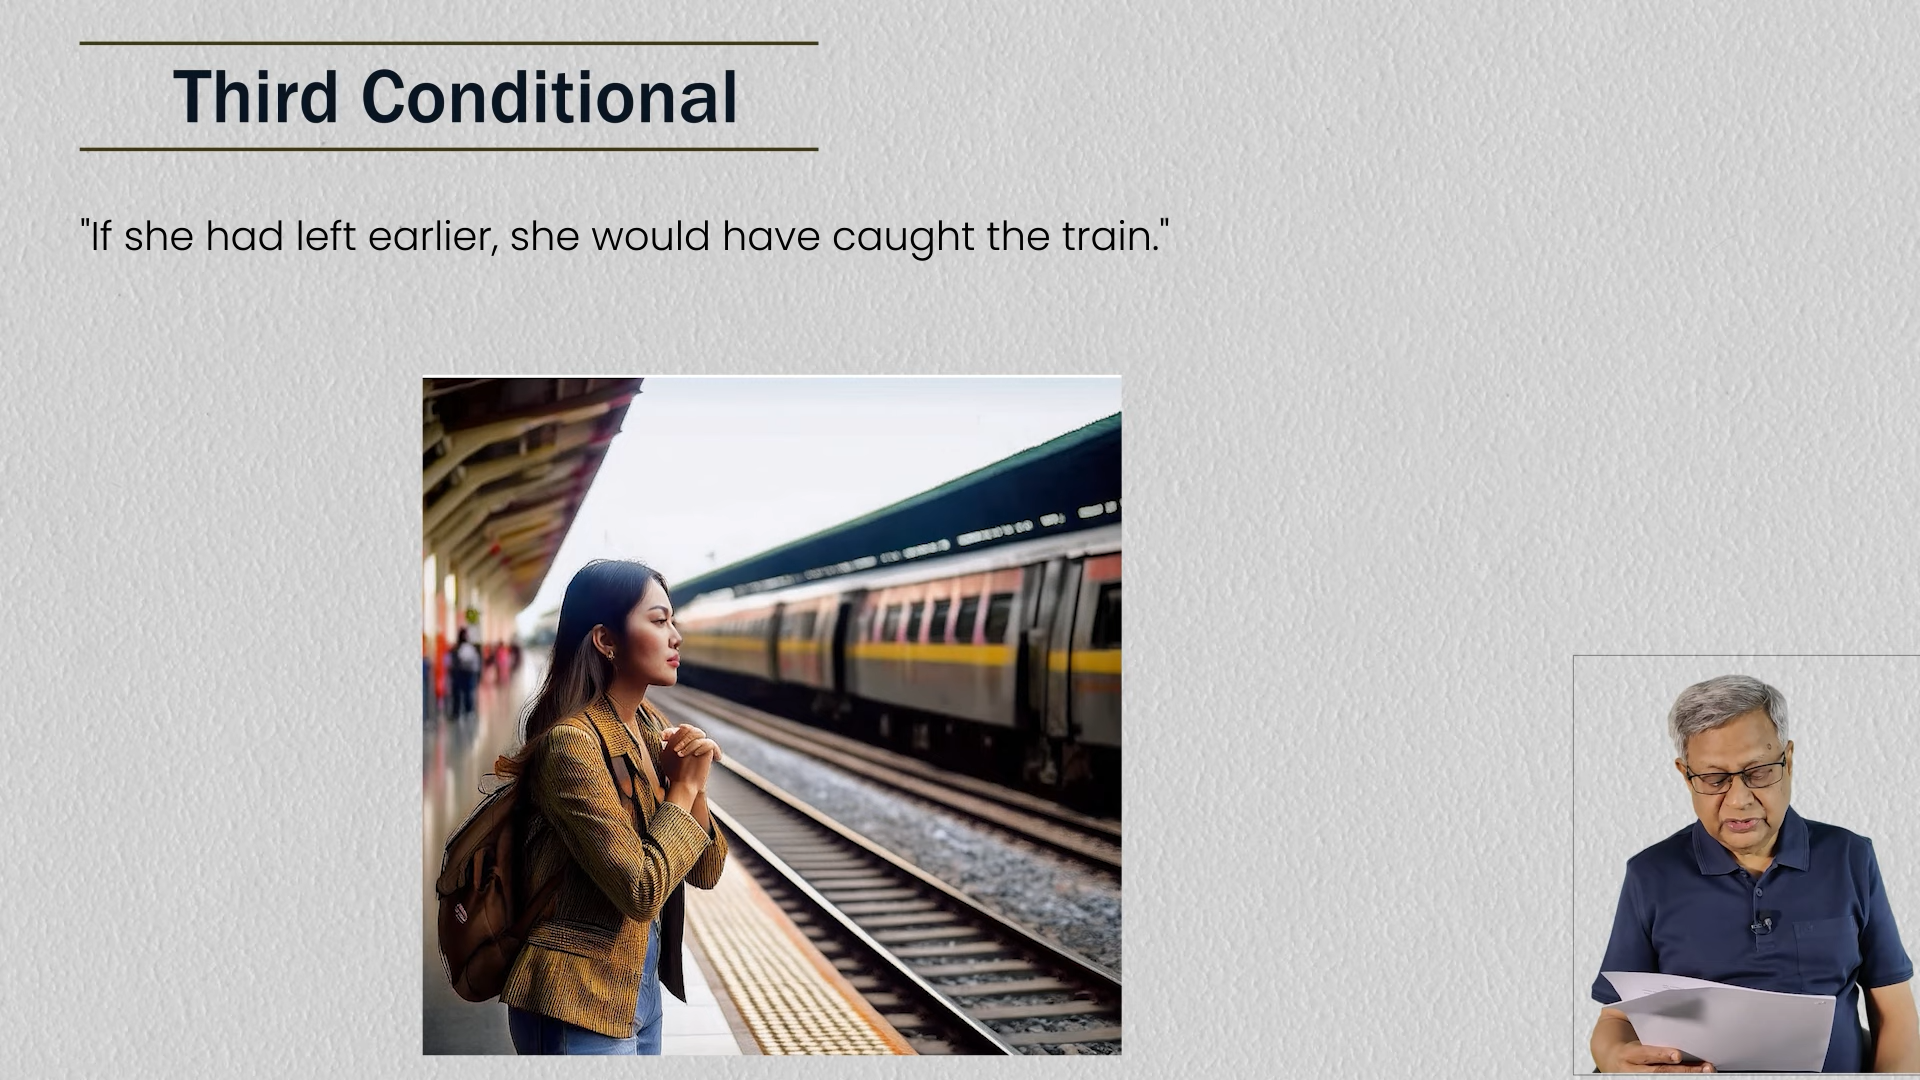 Third Conditional
"If she had left earlier, she would have caught the train."